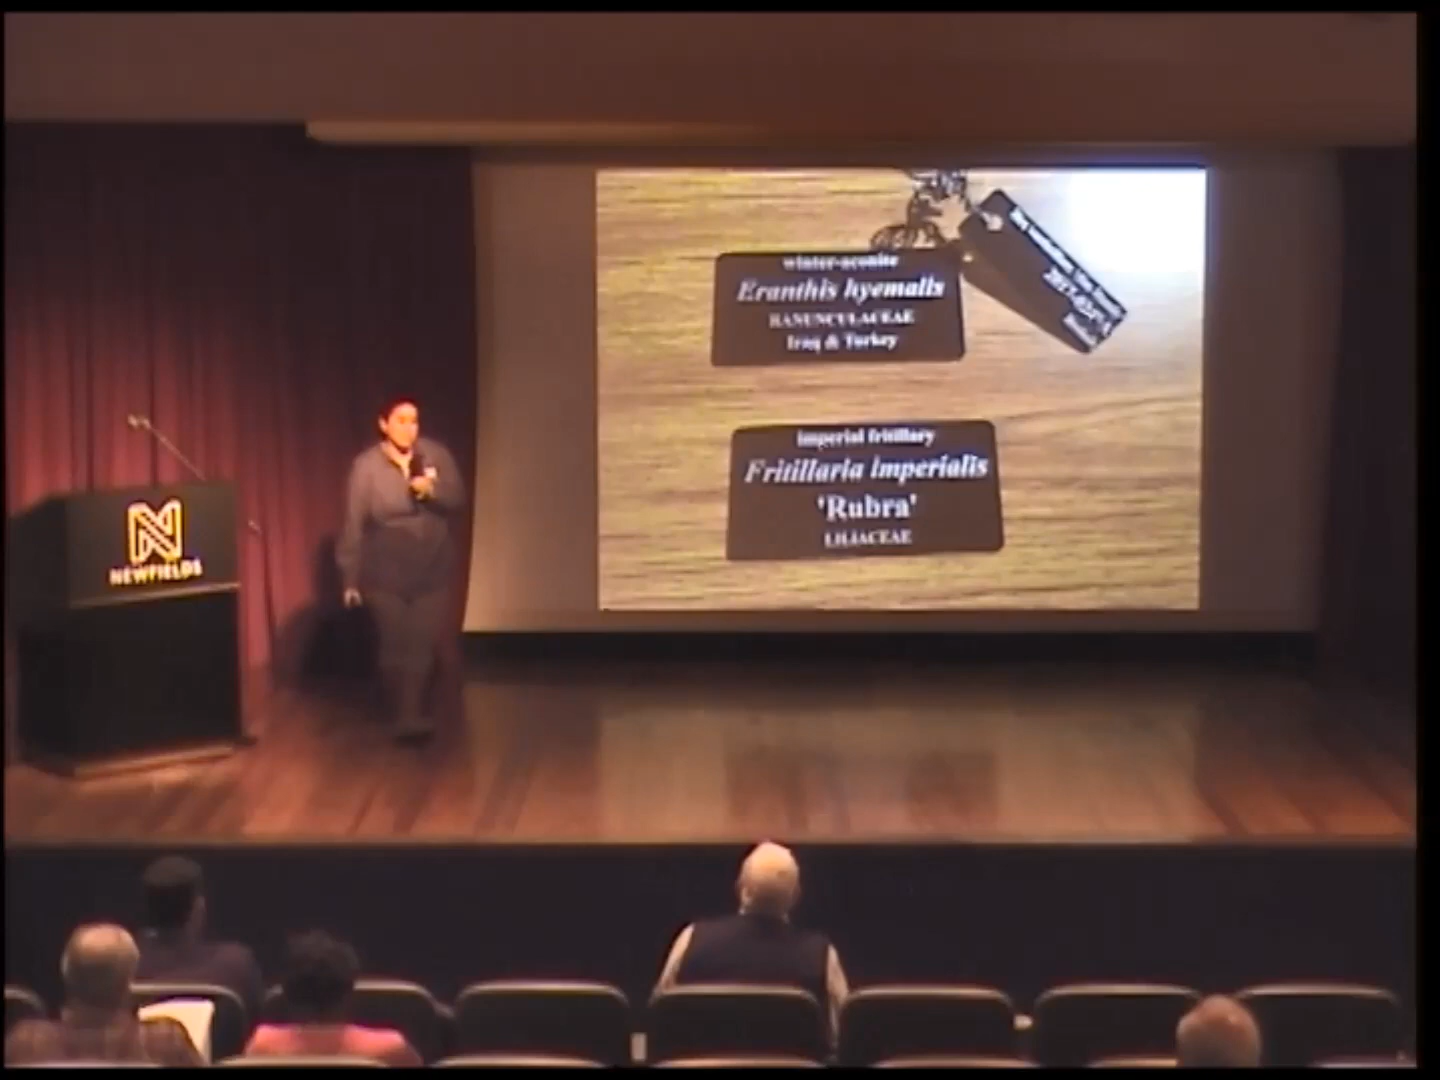 winter-aconite
Eranthis hyemalis
RANUNCULACEAE
Iraq & Turkey
imperial fritillary
Fritillaria imperialis
'Rubra'
LILIACEAE
N
NEWFIELDS